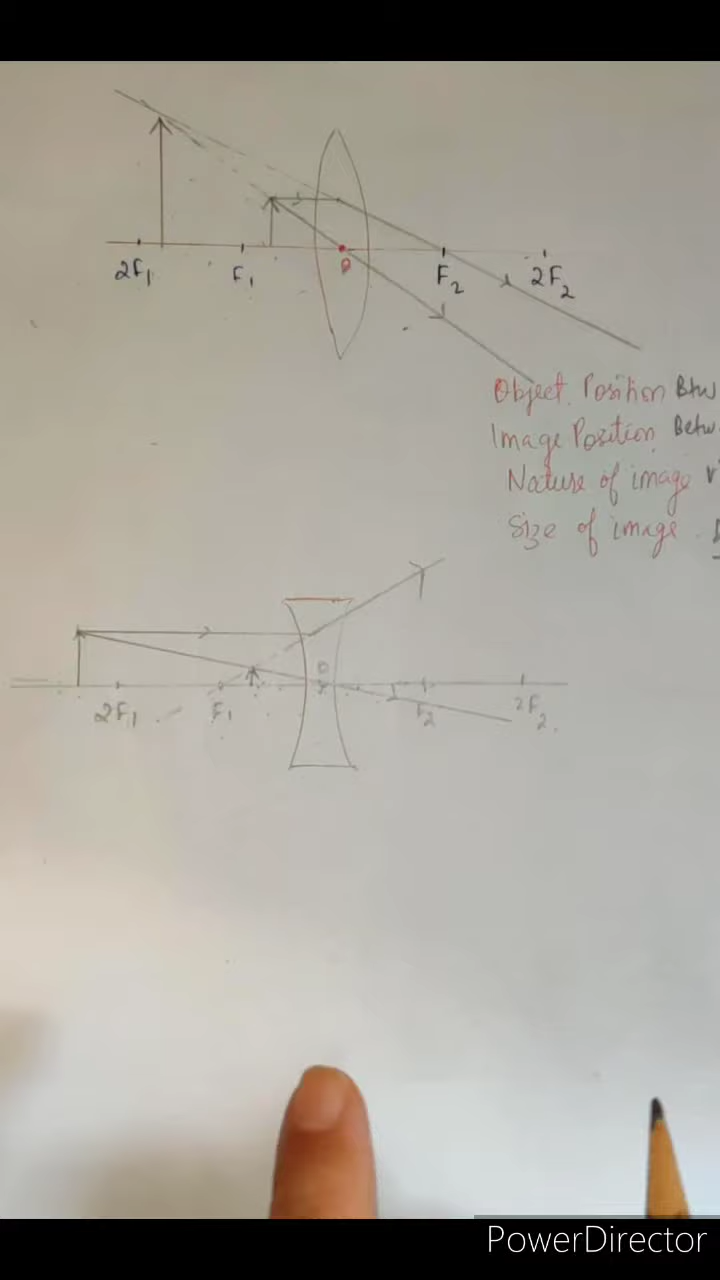 2F₁ F₁ O F₂ 2F₂
Object Position Btw
Image Position Betw
Nature of image
Size of image
O
2F₁ F₁ F₂ 2F₂
PowerDirector